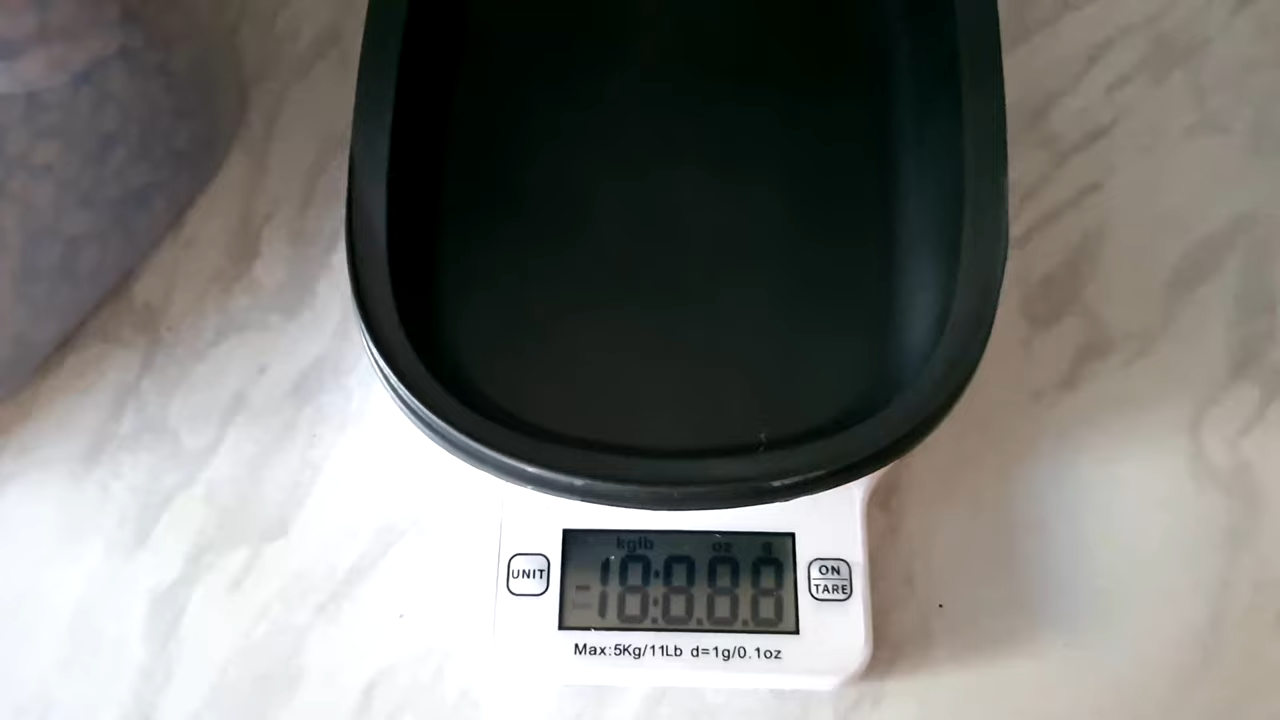 UNIT
kg lb oz g
-18:8.8.8
ON
TARE
Max:5Kg/11Lb d=1g/0.1oz